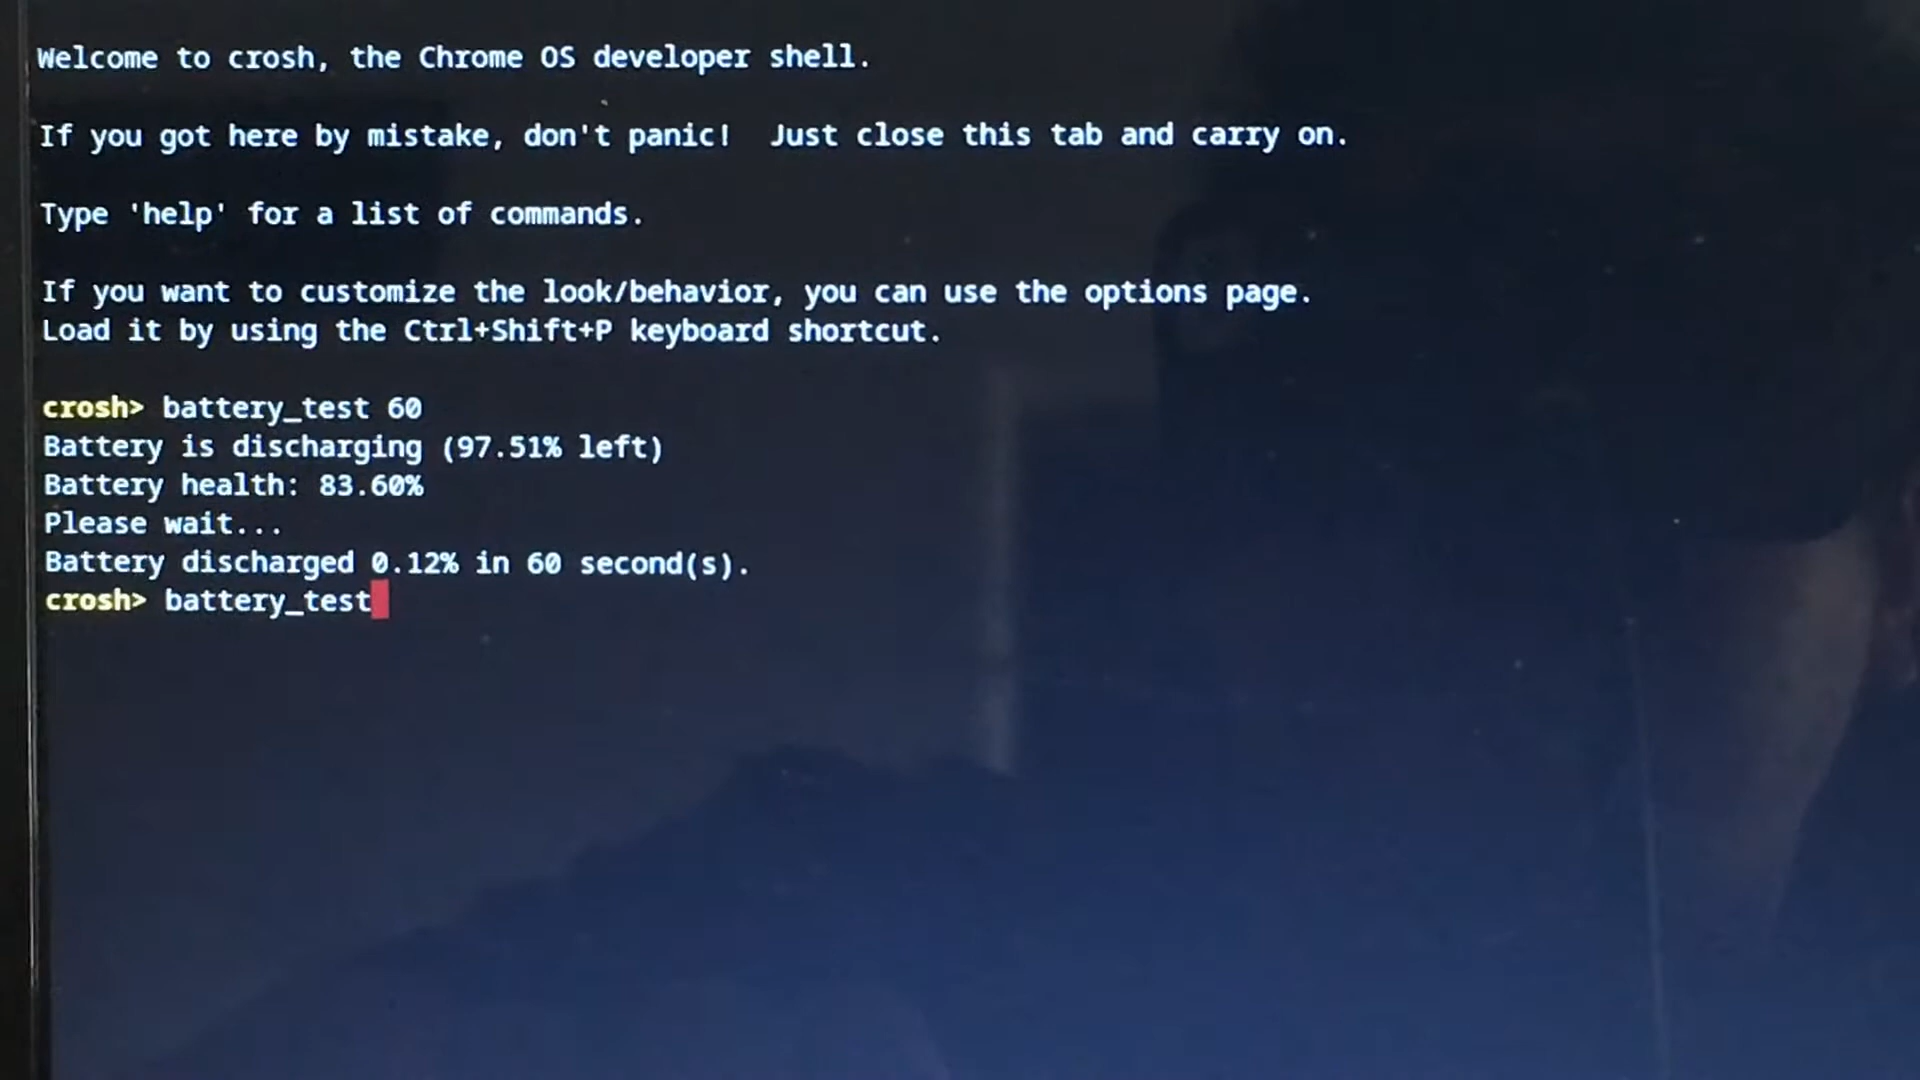 Welcome to crosh, the Chrome OS developer shell.
If you got here by mistake, don't panic!  Just close this tab and carry on.
Type 'help' for a list of commands.
If you want to customize the look/behavior, you can use the options page.
Load it by using the Ctrl+Shift+P keyboard shortcut.
crosh> battery_test 60
Battery is discharging (97.51% left)
Battery health: 83.60%
Please wait...
Battery discharged 0.12% in 60 second(s).
crosh> battery_test